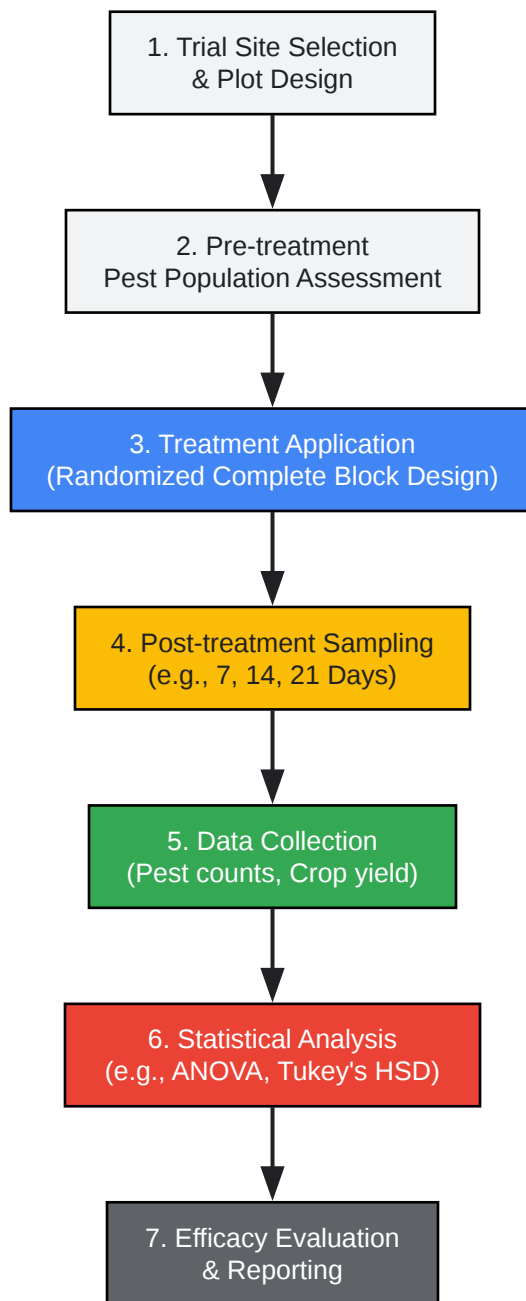 1. Trial Site Selection
& Plot Design
2. Pre-treatment
Pest Population Assessment
3. Treatment Application
(Randomized Complete Block Design)
4. Post-treatment Sampling
(e.g., 7, 14, 21 Days)
5. Data Collection
(Pest counts, Crop yield)
6. Statistical Analysis
(e.g., ANOVA, Tukey's HSD)
7. Efficacy Evaluation
& Reporting